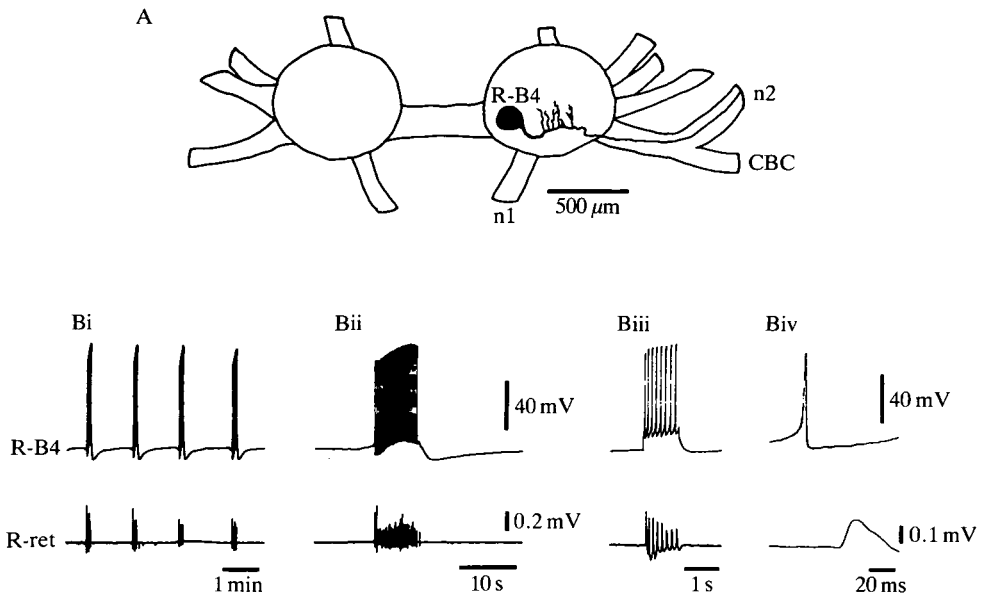 A
R-B4
n2
CBC
n1
500 μm
Bi
Bii
Biii
Biv
40 mV
40 mV
R-B4
0.2 mV
0.1 mV
R-ret
1 min
10 s
1 s
20 ms